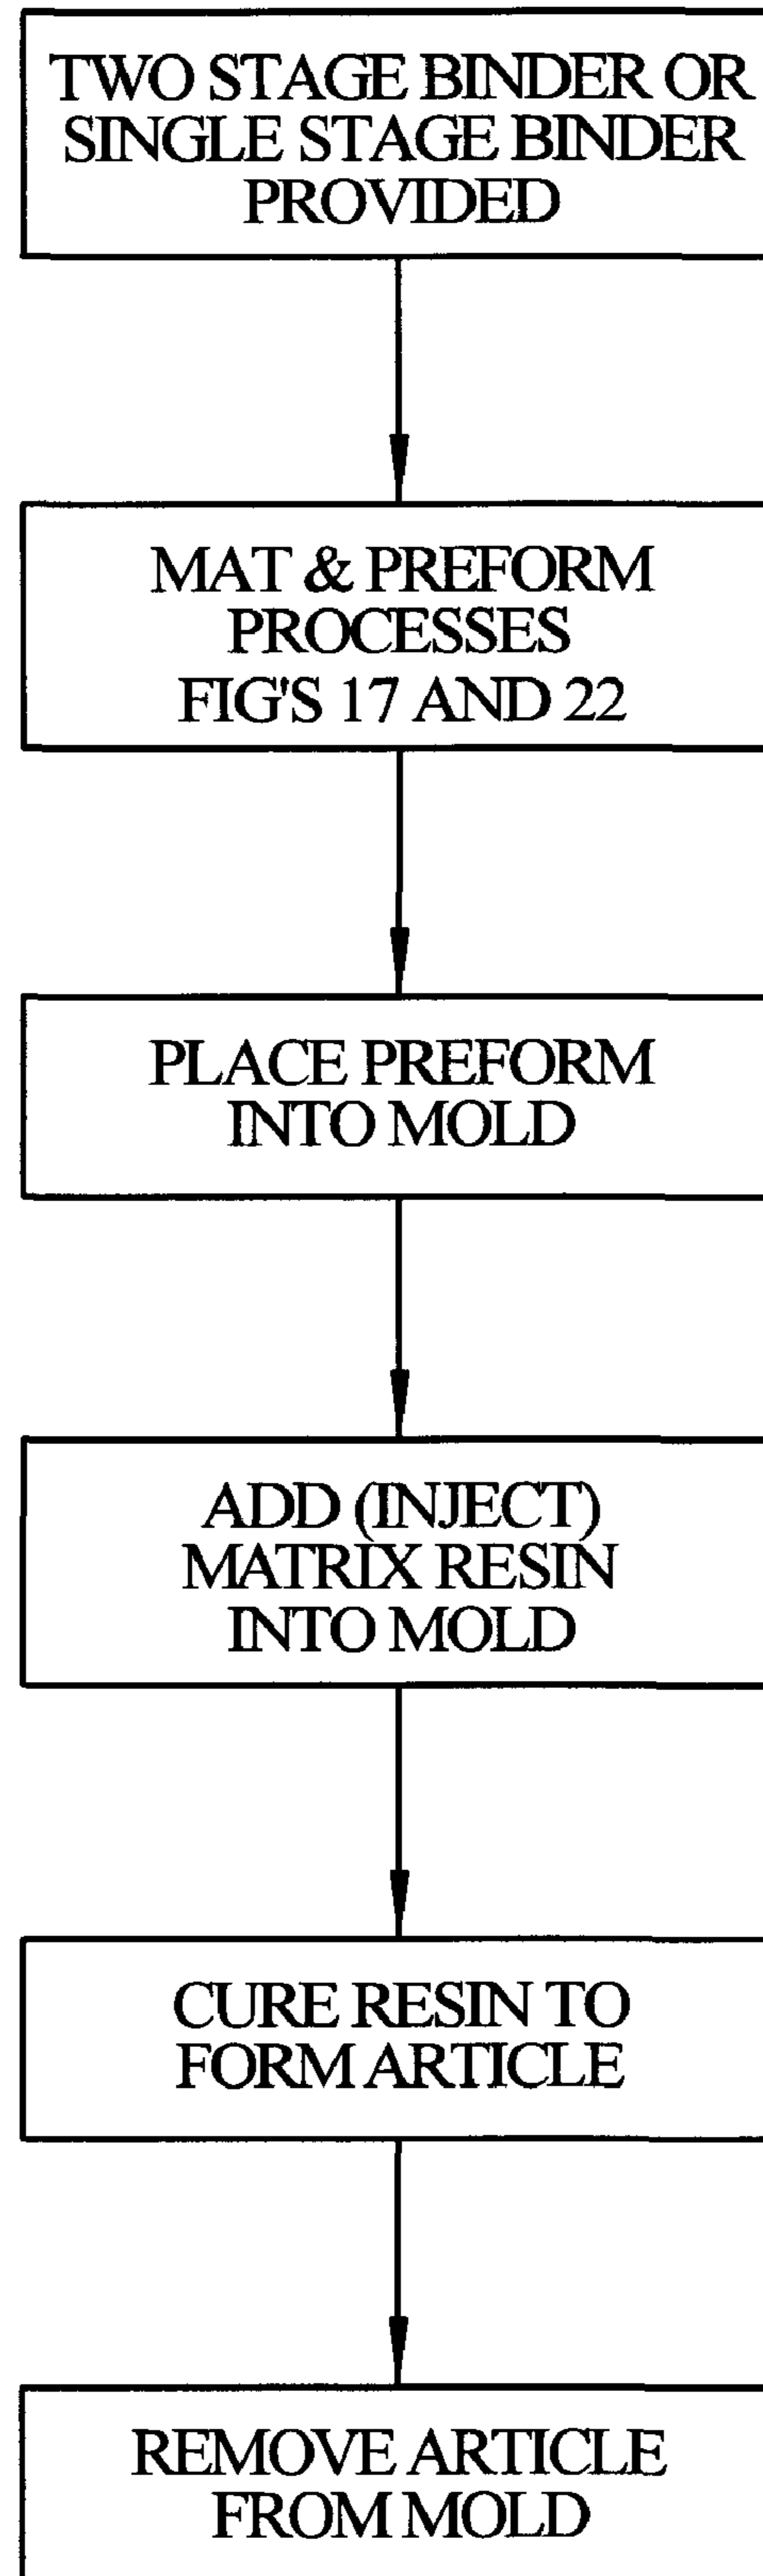 TWO STAGE BINDER OR
SINGLE STAGE BINDER
PROVIDED
MAT & PREFORM
PROCESSES
FIG'S 17 AND 22
PLACE PREFORM
INTO MOLD
ADD (INJECT)
MATRIX RESIN
INTO MOLD
CURE RESIN TO
FORM ARTICLE
REMOVE ARTICLE
FROM MOLD